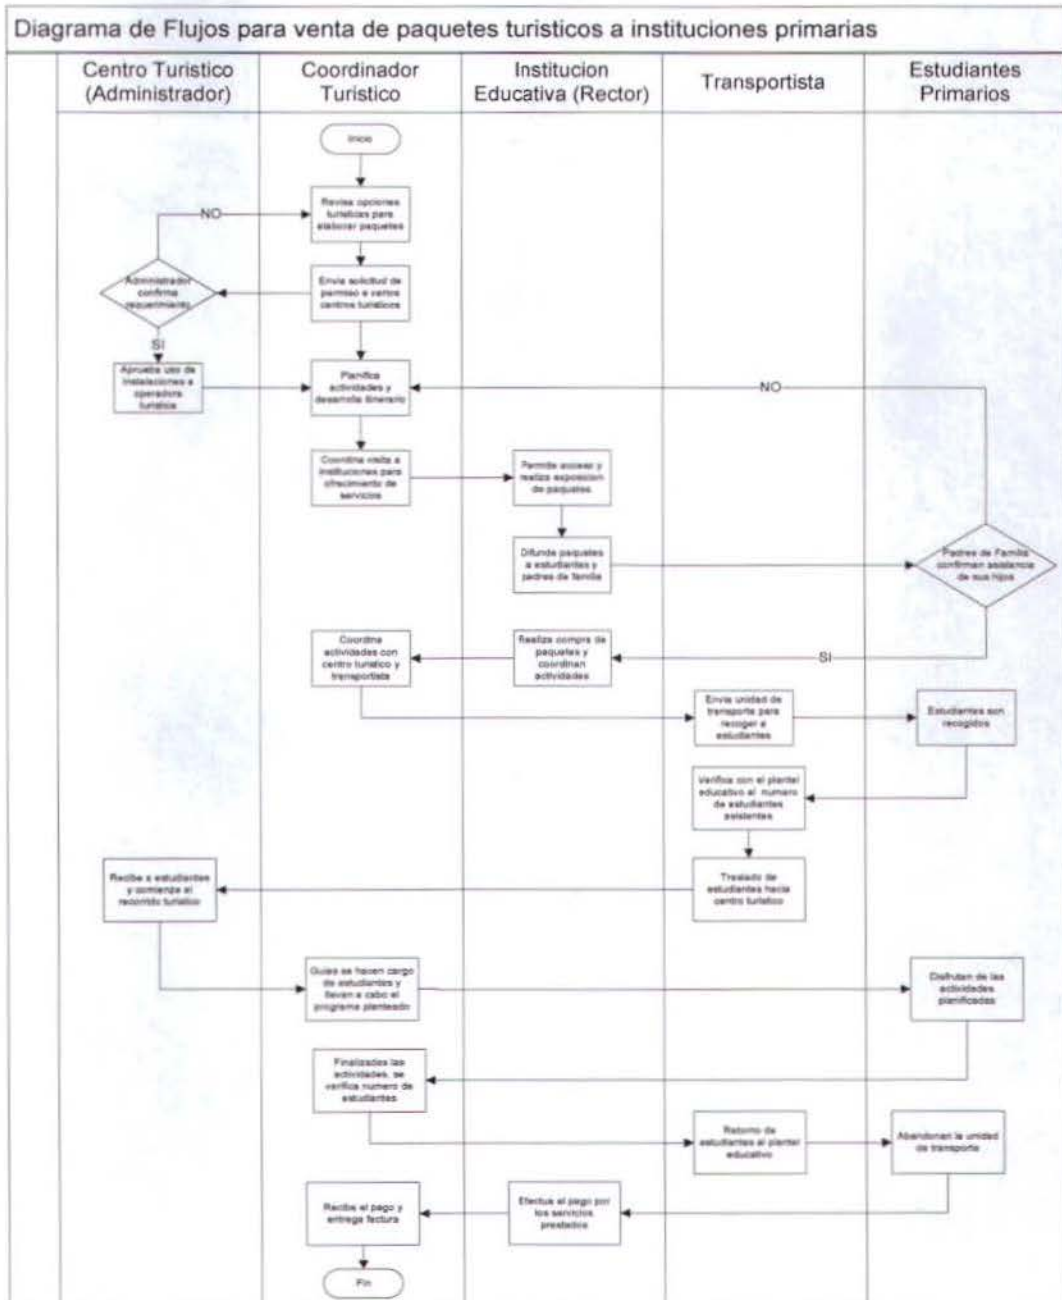 Diagrama de Flujos para venta de paquetes turisticos a instituciones primarias
Centro Turistico
(Administrador)
Coordinador
Turistico
Institucion
Educativa (Rector)
Transportista
Estudiantes
Primarios
Inicio
Revisa opciones
turisticas para
elaborar paquetes
NO
Administrador
confirma
requerimiento
Envia solicitud de
permiso a varios
centros turisticos
SI
Aprueba uso de
instalaciones a
operadora
turistica
Planifica
actividades y
desarrolla itinerario
NO
Coordina visita a
instituciones para
ofrecimiento de
servicios
Permite acceso y
realiza exposicion
de paquetes
Difunde paquetes
a estudiantes y
padres de familia
Padres de Familia
confirman asistencia
de sus hijos
Coordina
actividades con
centro turistico y
transportista
Realiza compra de
paquetes y
coordinan
actividades
SI
Envia unidad de
transporte para
recoger a
estudiantes
Estudiantes son
recogidos
Verifica con el plantel
educativo el numero
de estudiantes
asistentes
Recibe a estudiantes
y comienza el
recorrido turistico
Traslado de
estudiantes hacia
centro turistico
Guias se hacen cargo
de estudiantes y
llevan a cabo el
programa planteado
Disfrutan de las
actividades
planificadas
Finalizadas las
actividades, se
verifica numero de
estudiantes
Retorno de
estudiantes al plantel
educativo
Abandonan la unidad
de transporte
Recibe el pago y
entrega factura
Efectua el pago por
los servicios
prestados
Fin